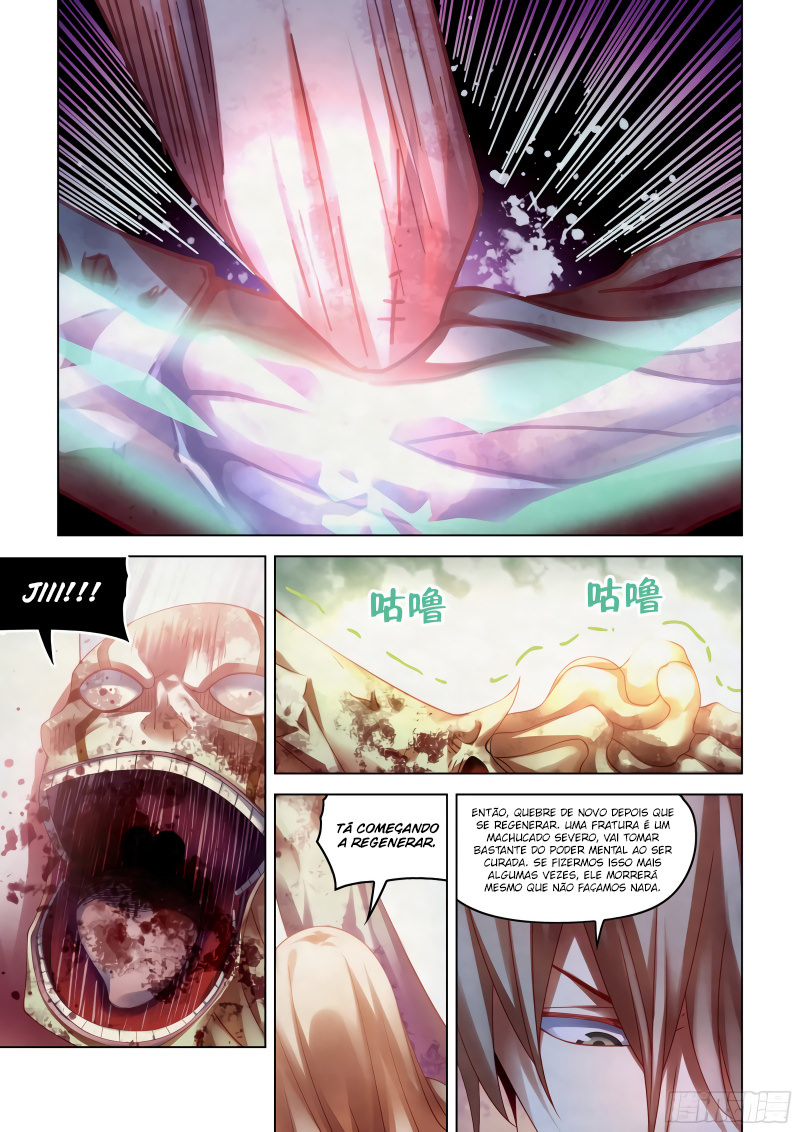 JIII!!!
咕噜
咕噜
TÁ COMEÇANDO
A REGENERAR.
ENTÃO, QUEBRE DE NOVO DEPOIS QUE
SE REGENERAR. UMA FRATURA É UM
MACHUCADO SEVERO, VAI TOMAR
BASTANTE DO PODER MENTAL AO SER
CURADA. SE FIZERMOS ISSO MAIS
ALGUMAS VEZES, ELE MORRERÁ
MESMO QUE NÃO FAÇAMOS NADA.